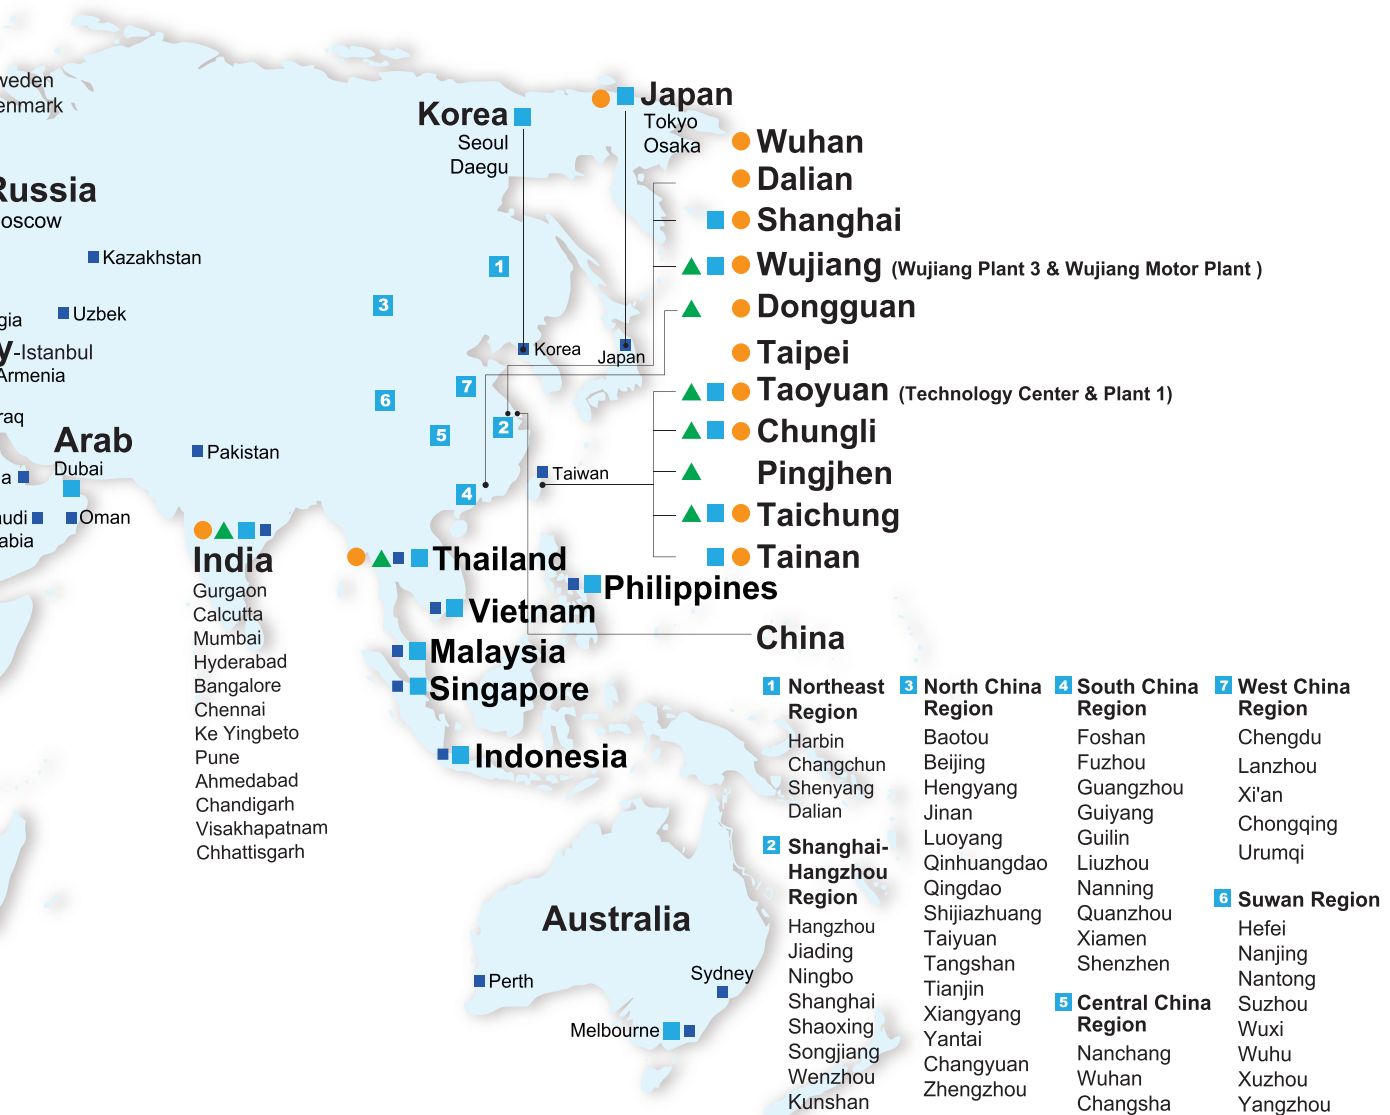 weden
enmark
Russia
oscow
Kazakhstan
Uzbek
gia
y-Istanbul
Armenia
raq
Arab
Dubai
a
udi
Oman
abia
Pakistan
India
Gurgaon
Calcutta
Mumbai
Hyderabad
Bangalore
Chennai
Ke Yingbeto
Pune
Ahmedabad
Chandigarh
Visakhapatnam
Chhattisgarh
Korea
Seoul
Daegu
Japan
Tokyo
Osaka
1
3
Korea
Japan
7
6
2
5
4
Taiwan
Thailand
Philippines
Vietnam
Malaysia
Singapore
Indonesia
Australia
Perth
Sydney
Melbourne
Wuhan
Dalian
Shanghai
Wujiang (Wujiang Plant 3 & Wujiang Motor Plant )
Dongguan
Taipei
Taoyuan (Technology Center & Plant 1)
Chungli
Pingjhen
Taichung
Tainan
China
1 Northeast
Region
Harbin
Changchun
Shenyang
Dalian
2 Shanghai-
Hangzhou
Region
Hangzhou
Jiading
Ningbo
Shanghai
Shaoxing
Songjiang
Wenzhou
Kunshan
3 North China
Region
Baotou
Beijing
Hengyang
Jinan
Luoyang
Qinhuangdao
Qingdao
Shijiazhuang
Taiyuan
Tangshan
Tianjin
Xiangyang
Yantai
Changyuan
Zhengzhou
4 South China
Region
Foshan
Fuzhou
Guangzhou
Guiyang
Guilin
Liuzhou
Nanning
Quanzhou
Xiamen
Shenzhen
5 Central China
Region
Nanchang
Wuhan
Changsha
7 West China
Region
Chengdu
Lanzhou
Xi'an
Chongqing
Urumqi
6 Suwan Region
Hefei
Nanjing
Nantong
Suzhou
Wuxi
Wuhu
Xuzhou
Yangzhou